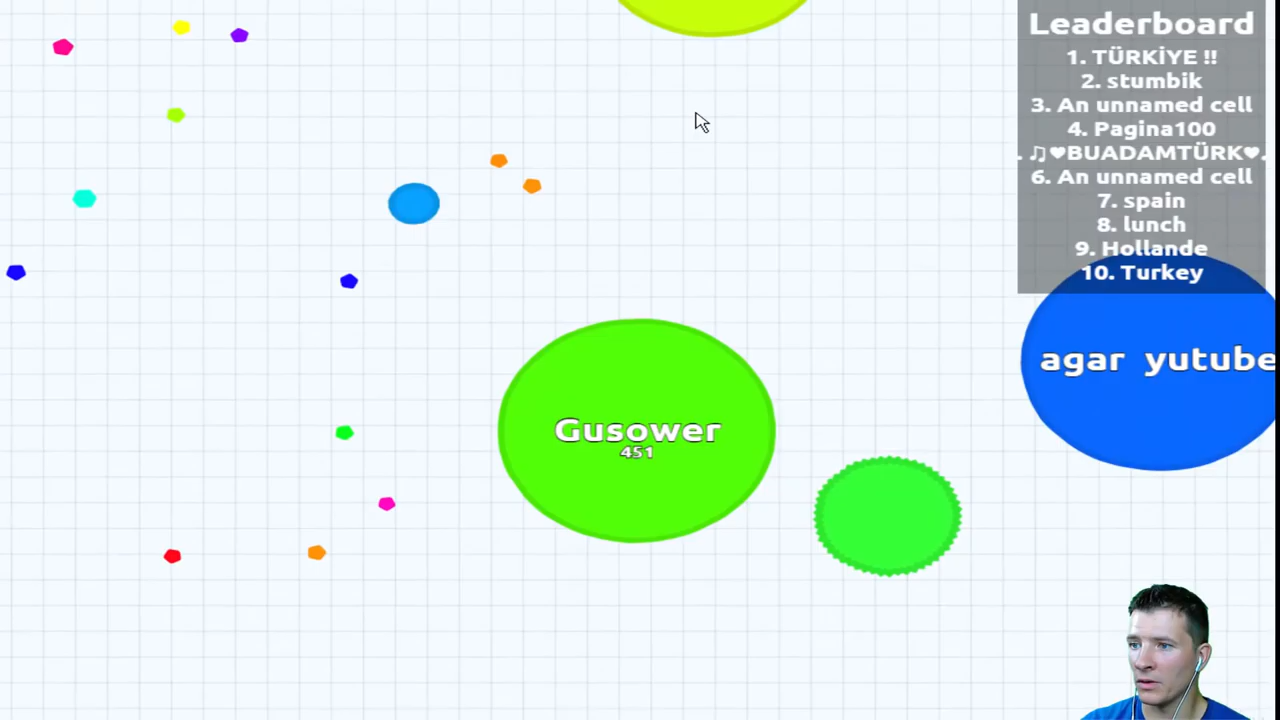 Leaderboard
1. TÜRKİYE !!
2. stumbik
3. An unnamed cell
4. Pagina100
. ♫♥BUADAMTÜRK♥.
6. An unnamed cell
7. spain
8. lunch
9. Hollande
10. Turkey
agar yutube
Gusower
451